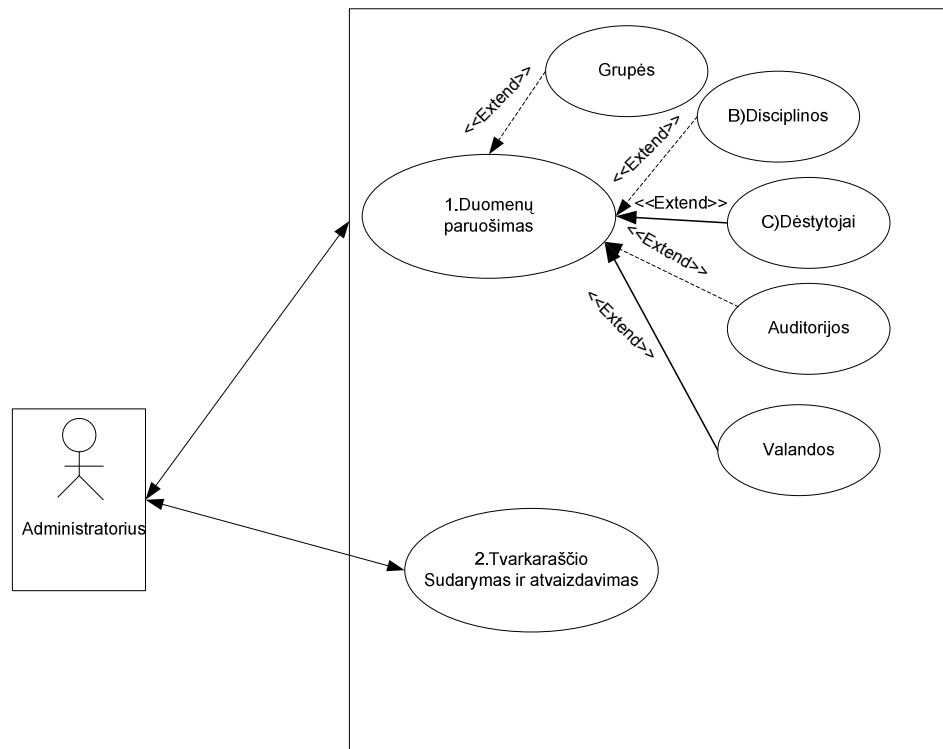 Grupės
<<Extend>>
B)Disciplinos
<<Extend>>
1.Duomenų
paruošimas
<<Extend>>
C)Dėstytojai
<<Extend>>
Auditorijos
<<Extend>>
Valandos
Administratorius
2.Tvarkaraščio
Sudarymas ir atvaizdavimas